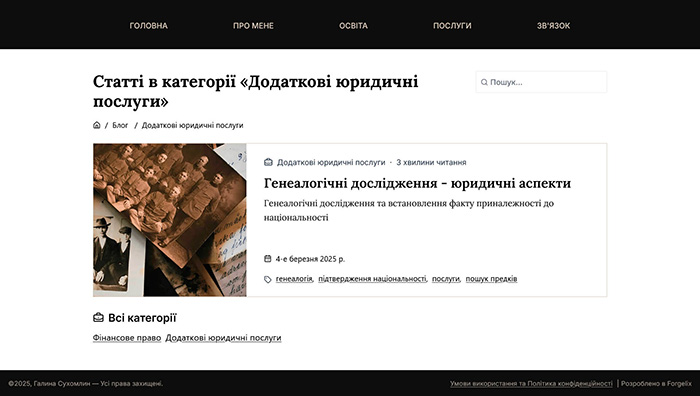 ГОЛОВНА
ПРО МЕНЕ
ОСВІТА
ПОСЛУГИ
ЗВ'ЯЗОК
Статті в категорії «Додаткові юридичні
послуги»
Пошук...
/ Блог / Додаткові юридичні послуги
Додаткові юридичні послуги · 3 хвилини читання
Генеалогічні дослідження - юридичні аспекти
Генеалогічні дослідження та встановлення факту приналежності до
національності
4-е березня 2025 р.
генеалогія, підтвердження національності, послуги, пошук предків
Всі категорії
Фінансове право Додаткові юридичні послуги
©2025, Галина Сухомлин — Усі права захищені.
Умови використання та Політика конфіденційності | Розроблено в Forgelix